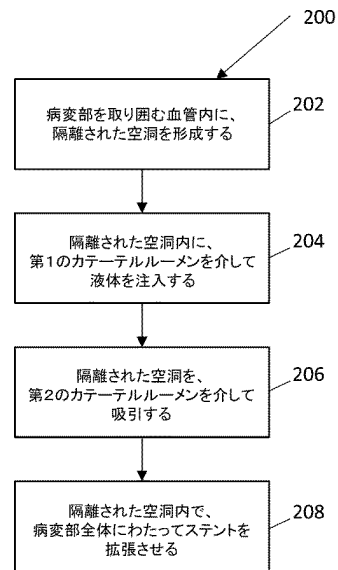 200
病変部を取り囲む血管内に、
隔離された空洞を形成する
202
隔離された空洞内に、
第1のカテーテルルーメンを介して
液体を注入する
204
隔離された空洞を、
第2のカテーテルルーメンを介して
吸引する
206
隔離された空洞内で、
病変部全体にわたってステントを
拡張させる
208